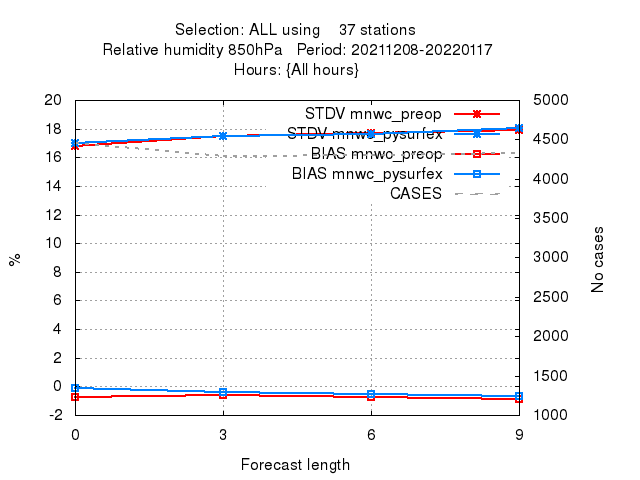 Selection: ALL using 37 stations
Relative humidity 850hPa Period: 20211208-20220117
Hours: {All hours}
20
18
16
14
12
10
8
6
4
2
0
-2
%
5000
4500
4000
3500
3000
2500
2000
1500
1000
No cases
STDV mnwc_preop
STDV mnwc_pysurfex
BIAS mnwc_preop
BIAS mnwc_pysurfex
CASES
0 3 6 9
Forecast length